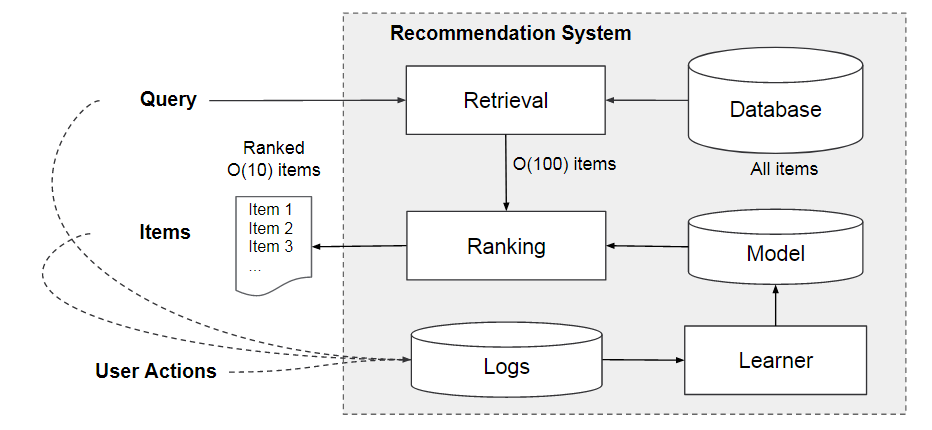 Recommendation System
Query
Retrieval
Database
Ranked
O(10) items
O(100) items
All items
Item 1
Item 2
Item 3
...
Items
Ranking
Model
User Actions
Logs
Learner